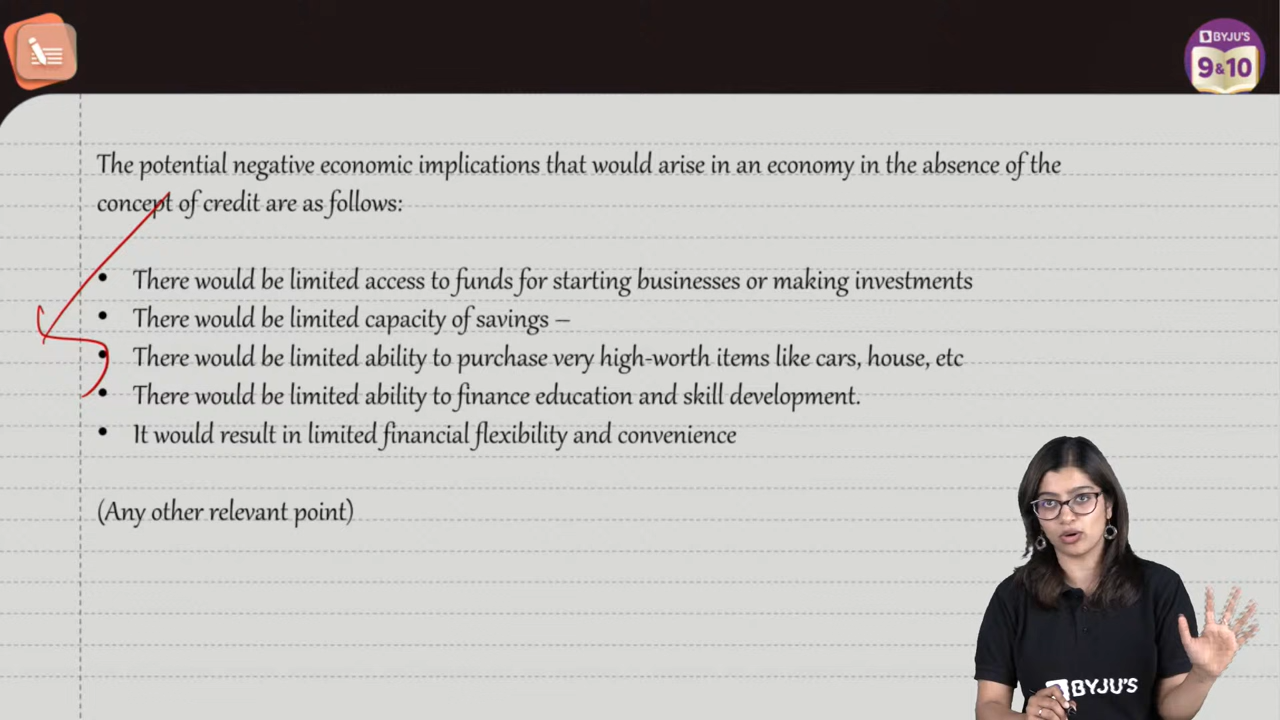 BYJU'S
9&10
The potential negative economic implications that would arise in an economy in the absence of the
concept of credit are as follows:
• There would be limited access to funds for starting businesses or making investments
• There would be limited capacity of savings –
• There would be limited ability to purchase very high-worth items like cars, house, etc
• There would be limited ability to finance education and skill development.
• It would result in limited financial flexibility and convenience
(Any other relevant point)
BYJU'S